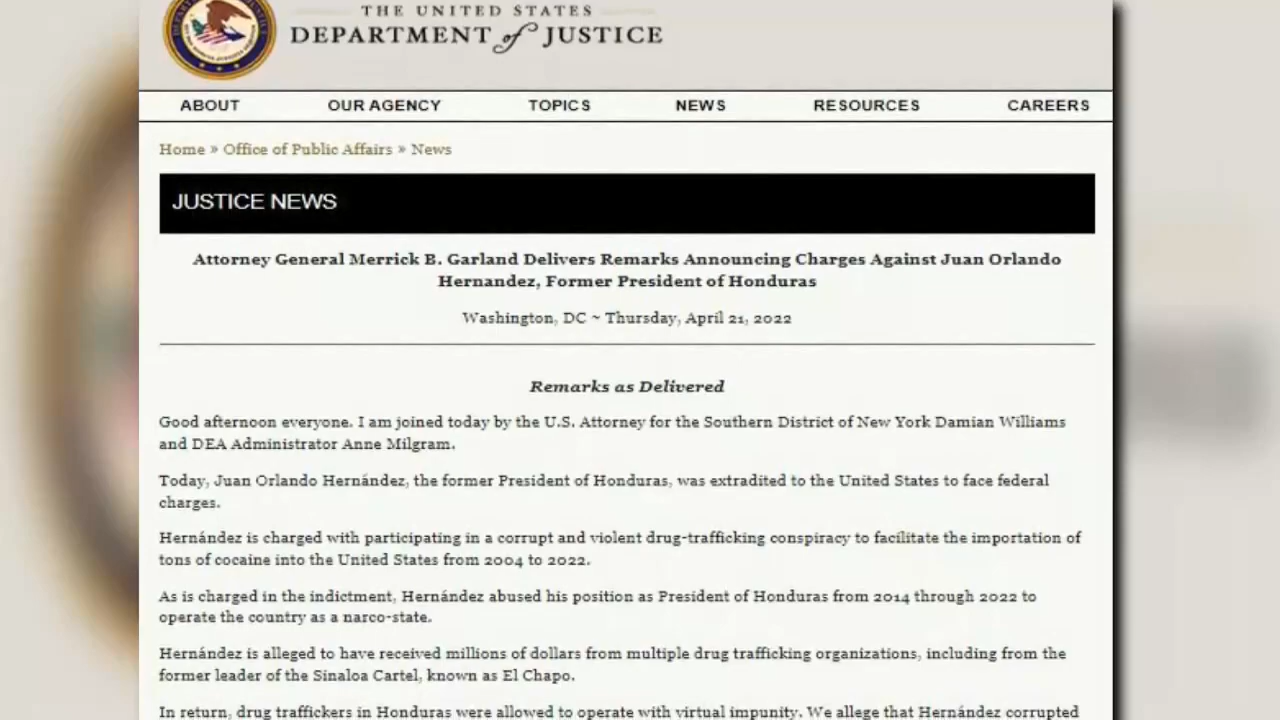 THE UNITED STATES
DEPARTMENT of JUSTICE
ABOUT OUR AGENCY TOPICS NEWS RESOURCES CAREERS
Home » Office of Public Affairs » News
JUSTICE NEWS
Attorney General Merrick B. Garland Delivers Remarks Announcing Charges Against Juan Orlando
Hernandez, Former President of Honduras
Washington, DC ~ Thursday, April 21, 2022
Remarks as Delivered
Good afternoon everyone. I am joined today by the U.S. Attorney for the Southern District of New York Damian Williams
and DEA Administrator Anne Milgram.
Today, Juan Orlando Hernández, the former President of Honduras, was extradited to the United States to face federal
charges.
Hernández is charged with participating in a corrupt and violent drug-trafficking conspiracy to facilitate the importation of
tons of cocaine into the United States from 2004 to 2022.
As is charged in the indictment, Hernández abused his position as President of Honduras from 2014 through 2022 to
operate the country as a narco-state.
Hernández is alleged to have received millions of dollars from multiple drug trafficking organizations, including from the
former leader of the Sinaloa Cartel, known as El Chapo.
In return, drug traffickers in Honduras were allowed to operate with virtual impunity. We allege that Hernández corrupted